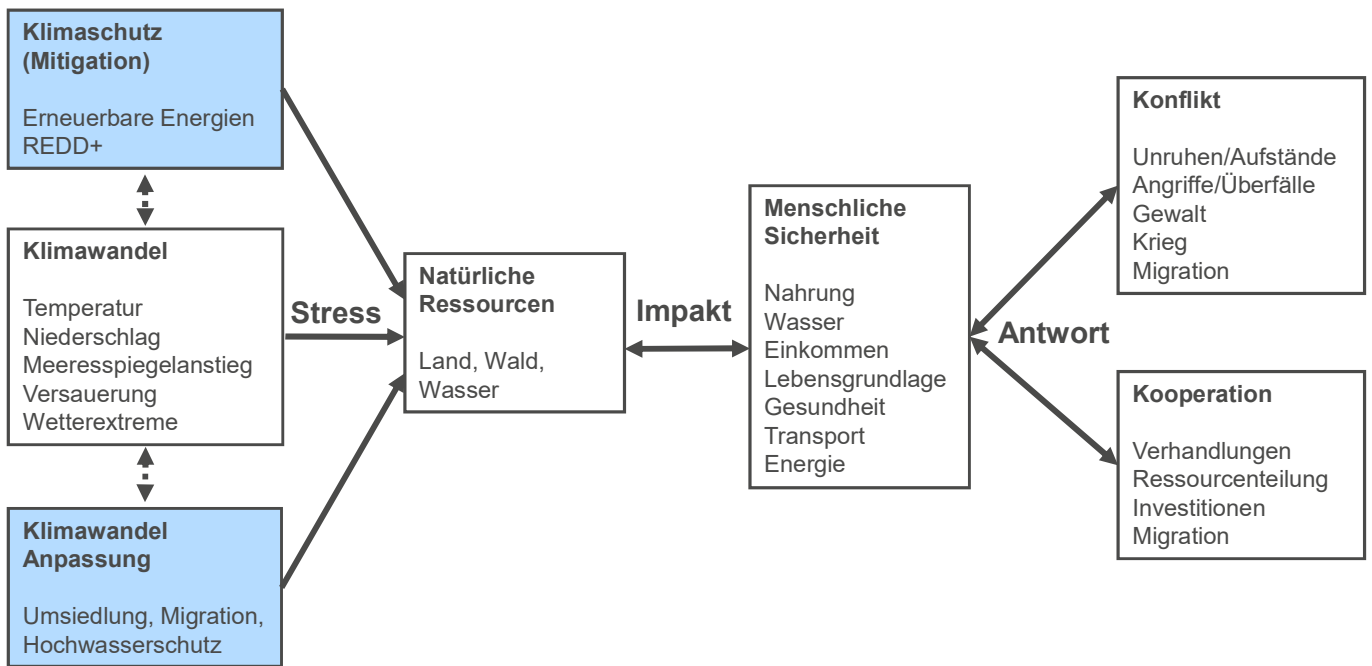 Klimaschutz
(Mitigation)
Erneuerbare Energien
REDD+
Klimawandel
Temperatur
Niederschlag
Meeresspiegelanstieg
Versauerung
Wetterextreme
Klimawandel
Anpassung
Umsiedlung, Migration,
Hochwasserschutz
Stress
Natürliche
Ressourcen
Land, Wald,
Wasser
Impakt
Menschliche
Sicherheit
Nahrung
Wasser
Einkommen
Lebensgrundlage
Gesundheit
Transport
Energie
Antwort
Konflikt
Unruhen/Aufstände
Angriffe/Überfälle
Gewalt
Krieg
Migration
Kooperation
Verhandlungen
Ressourcenteilung
Investitionen
Migration